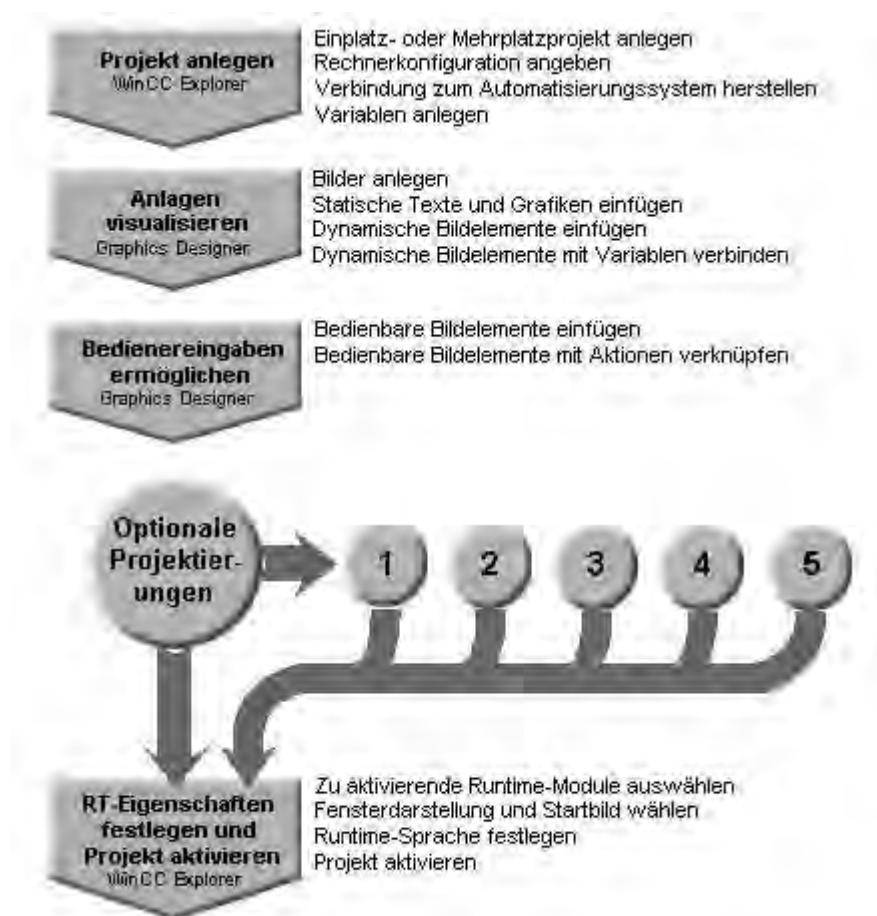 Projekt anlegen
WinCC Explorer
Einplatz- oder Mehrplatzprojekt anlegen
Rechnerkonfiguration angeben
Verbindung zum Automatisierungssystem herstellen
Variablen anlegen
Anlagen
visualisieren
Graphics Designer
Bilder anlegen
Statische Texte und Grafiken einfügen
Dynamische Bildelemente einfügen
Dynamische Bildelemente mit Variablen verbinden
Bedienereingaben
ermöglichen
Graphics Designer
Bedienbare Bildelemente einfügen
Bedienbare Bildelemente mit Aktionen verknüpfen
Optionale
Projektier-
ungen
1
2
3
4
5
RT-Eigenschaften
festlegen und
Projekt aktivieren
WinCC Explorer
Zu aktivierende Runtime-Module auswählen
Fensterdarstellung und Startbild wählen
Runtime-Sprache festlegen
Projekt aktivieren